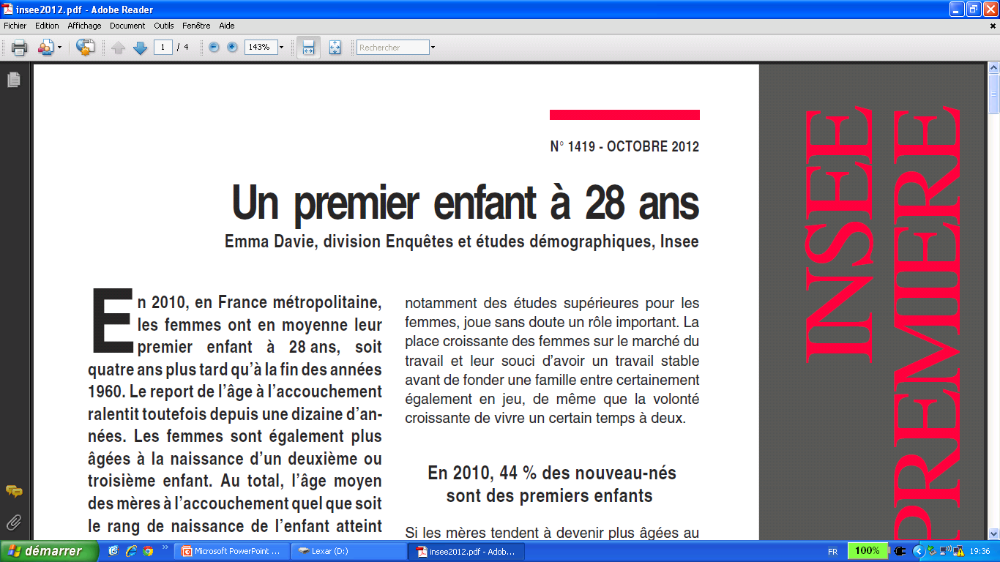 insee2012.pdf - Adobe Reader
Fichier Edition Affichage Document Outils Fenêtre Aide
1 / 4 143% Rechercher
N° 1419 - OCTOBRE 2012
Un premier enfant à 28 ans
Emma Davie, division Enquêtes et études démographiques, Insee
En 2010, en France métropolitaine,
les femmes ont en moyenne leur
premier enfant à 28 ans, soit
quatre ans plus tard qu’à la fin des années
1960. Le report de l’âge à l’accouchement
ralentit toutefois depuis une dizaine d’an-
nées. Les femmes sont également plus
âgées à la naissance d’un deuxième ou
troisième enfant. Au total, l’âge moyen
des mères à l’accouchement quel que soit
le rang de naissance de l’enfant atteint
notamment des études supérieures pour les
femmes, joue sans doute un rôle important. La
place croissante des femmes sur le marché du
travail et leur souci d’avoir un travail stable
avant de fonder une famille entre certainement
également en jeu, de même que la volonté
croissante de vivre un certain temps à deux.
En 2010, 44 % des nouveau-nés
sont des premiers enfants
Si les mères tendent à devenir plus âgées au
INSEE
PREMIERE
démarrer
Microsoft PowerPoint ...
Lexar (D:)
insee2012.pdf - Adob...
FR
100%
19:36